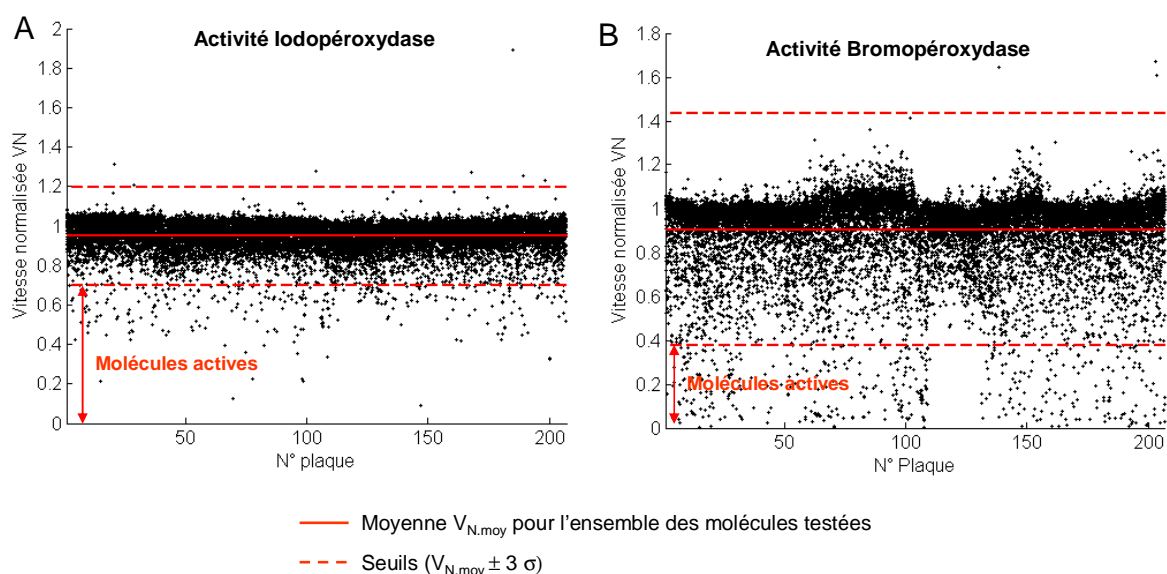 A
Activité Iodopéroxydase
Vitesse normalisée VN
2
1.8
1.6
1.4
1.2
1
0.8
0.6
0.4
0.2
0
Molécules actives
50
100
150
200
N° plaque
B
Activité Bromopéroxydase
Vitesse normalisée VN
1.8
1.6
1.4
1.2
1
0.8
0.6
0.4
0.2
0
Molécules actives
50
100
150
200
N° Plaque
Moyenne V_N.moy pour l'ensemble des molécules testées
Seuils (V_N.moy ± 3 σ)